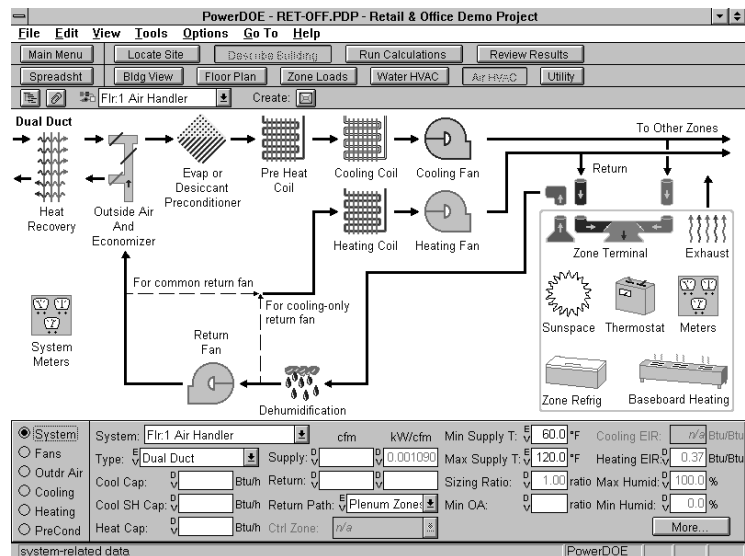 PowerDOE - RET-OFF.PDP - Retail & Office Demo Project
File Edit View Tools Options Go To Help
Main Menu Locate Site Describe Building Run Calculations Review Results
Spreadsht Bldg View Floor Plan Zone Loads Water HVAC Air HVAC Utility
Flr:1 Air Handler Create:
Dual Duct
To Other Zones
Return
Heat Recovery
Outside Air And Economizer
Evap or Desiccant Preconditioner
Pre Heat Coil
Cooling Coil
Cooling Fan
Heating Coil
Heating Fan
Zone Terminal
Exhaust
For common return fan
For cooling-only return fan
System Meters
Return Fan
Dehumidification
Sunspace
Thermostat
Meters
Zone Refrig
Baseboard Heating
System
Fans
Outdr Air
Cooling
Heating
PreCond
System: Flr:1 Air Handler cfm kW/cfm Min Supply T: E 60.0 °F Cooling EIR: n/a Btu/Btu
Type: E Dual Duct Supply: D D 0.001090 Max Supply T: E 120.0 °F Heating EIR: D 0.37 Btu/Btu
Cool Cap: D Btu/h Return: D D Sizing Ratio: D 1.00 ratio Max Humid: D 100.0 %
Cool SH Cap: D Btu/h Return Path: E Plenum Zones Min OA: D ratio Min Humid: D 0.0 %
Heat Cap: D Btu/h Ctrl Zone: n/a More...
system-related data PowerDOE